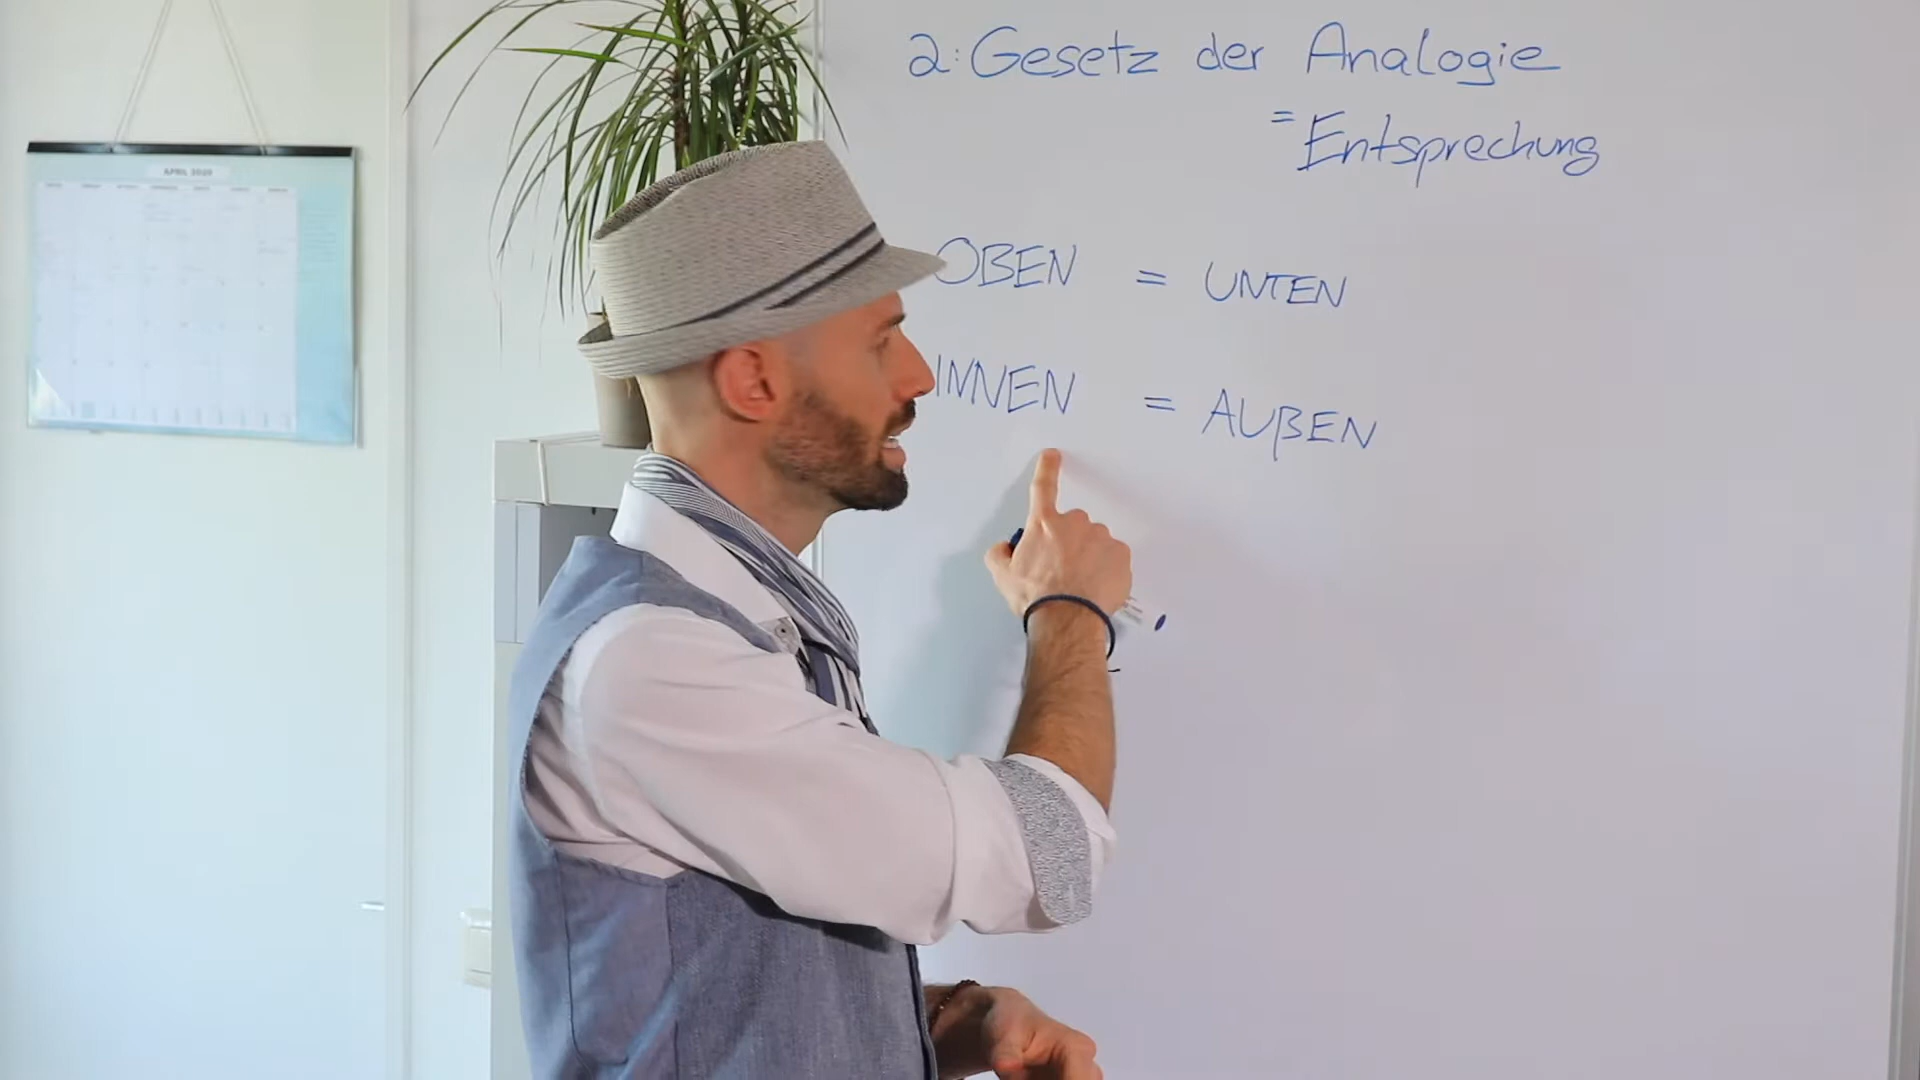 APRIL 2020
2: Gesetz der Analogie
= Entsprechung
OBEN = UNTEN
INNEN = AUßEN